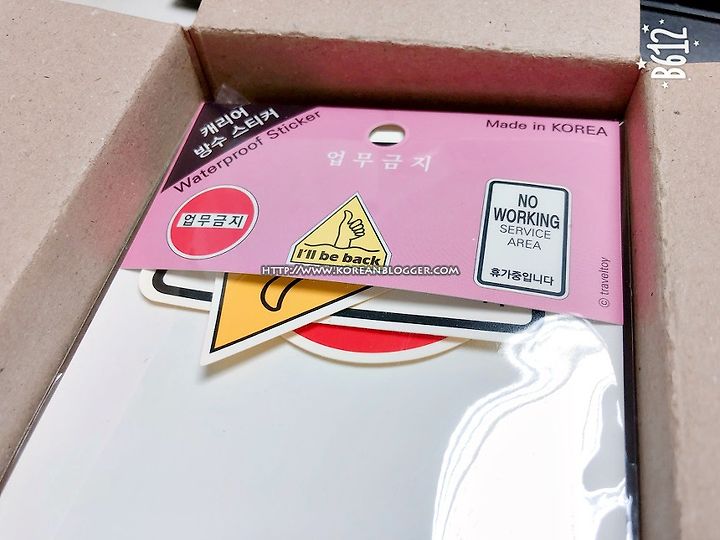 캐리어
방수 스티커
Waterproof Sticker
Made in KOREA
업무금지
업무금지
I'll be back
NO
WORKING
SERVICE
AREA
휴가중입니다
© traveltoy
HTTP://WWW.KOREANBLOGGER.COM
B612